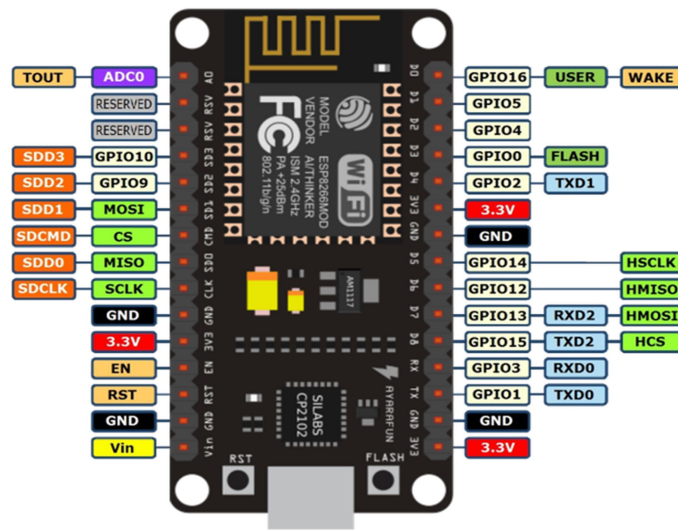 TOUT ADC0 A0 D0 GPIO16 USER WAKE
RESERVED RSV D1 GPIO5
RESERVED RSV D2 GPIO4
SDD3 GPIO10 SD3 D3 GPIO0 FLASH
SDD2 GPIO9 SD2 D4 GPIO2 TXD1
SDD1 MOSI SD1 3V3 3.3V
SDCMD CS CMD GND GND
SDD0 MISO SD0 D5 GPIO14 HSCLK
SDCLK SCLK CLK D6 GPIO12 HMISO
GND GND D7 GPIO13 RXD2 HMOSI
3.3V 3V3 D8 GPIO15 TXD2 HCS
EN EN RX GPIO3 RXD0
RST RST TX GPIO1 TXD0
GND GND GND GND
Vin Vin 3V3 3.3V
MODEL
VENDOR
ESP8266MOD
AI/THINKER
ISM 2.4GHz
PA +25dBm
802.11b/g/n
FC
WiFi
AM1117
SILABS
CP2102
AYARAFUN
RST
FLASH